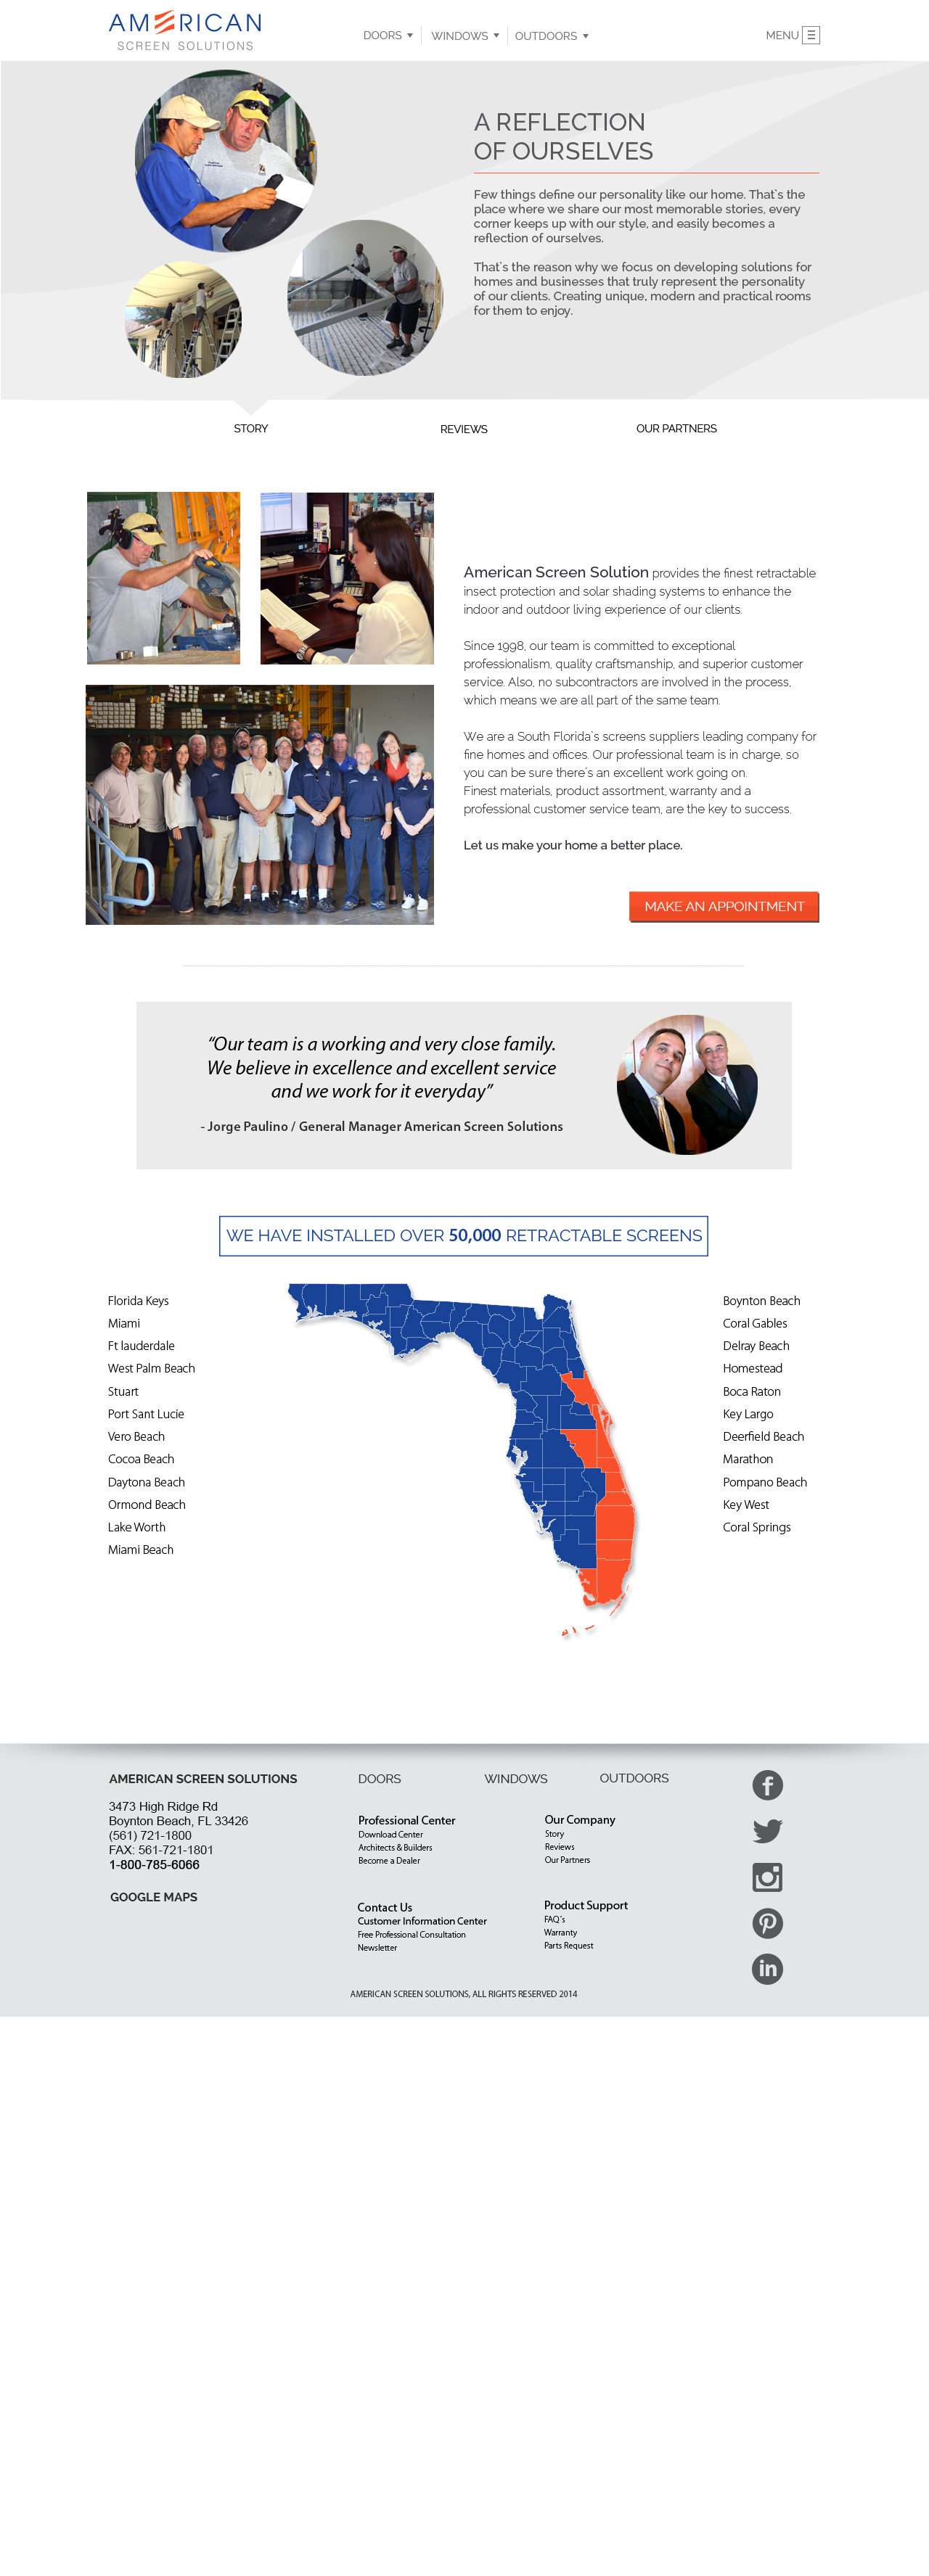 AMERICAN
SCREEN SOLUTIONS
DOORS
WINDOWS
OUTDOORS
MENU
A REFLECTION
OF OURSELVES
Few things define our personality like our home. That`s the
place where we share our most memorable stories, every
corner keeps up with our style, and easily becomes a
reflection of ourselves.
That`s the reason why we focus on developing solutions for
homes and businesses that truly represent the personality
of our clients. Creating unique, modern and practical rooms
for them to enjoy.
STORY
REVIEWS
OUR PARTNERS
American Screen Solution provides the finest retractable
insect protection and solar shading systems to enhance the
indoor and outdoor living experience of our clients.
Since 1998, our team is committed to exceptional
professionalism, quality craftsmanship, and superior customer
service. Also, no subcontractors are involved in the process,
which means we are all part of the same team.
We are a South Florida`s screens suppliers leading company for
fine homes and offices. Our professional team is in charge, so
you can be sure there`s an excellent work going on.
Finest materials, product assortment, warranty and a
professional customer service team, are the key to success.
Let us make your home a better place.
MAKE AN APPOINTMENT
“Our team is a working and very close family.
We believe in excellence and excellent service
and we work for it everyday”
- Jorge Paulino / General Manager American Screen Solutions
WE HAVE INSTALLED OVER 50,000 RETRACTABLE SCREENS
Florida Keys
Miami
Ft lauderdale
West Palm Beach
Stuart
Port Sant Lucie
Vero Beach
Cocoa Beach
Daytona Beach
Ormond Beach
Lake Worth
Miami Beach
Boynton Beach
Coral Gables
Delray Beach
Homestead
Boca Raton
Key Largo
Deerfield Beach
Marathon
Pompano Beach
Key West
Coral Springs
AMERICAN SCREEN SOLUTIONS
3473 High Ridge Rd
Boynton Beach, FL 33426
(561) 721-1800
FAX: 561-721-1801
1-800-785-6066
GOOGLE MAPS
DOORS
WINDOWS
OUTDOORS
Professional Center
Download Center
Architects & Builders
Become a Dealer
Our Company
Story
Reviews
Our Partners
Contact Us
Customer Information Center
Free Professional Consultation
Newsletter
Product Support
FAQ´s
Warranty
Parts Request
AMERICAN SCREEN SOLUTIONS, ALL RIGHTS RESERVED 2014